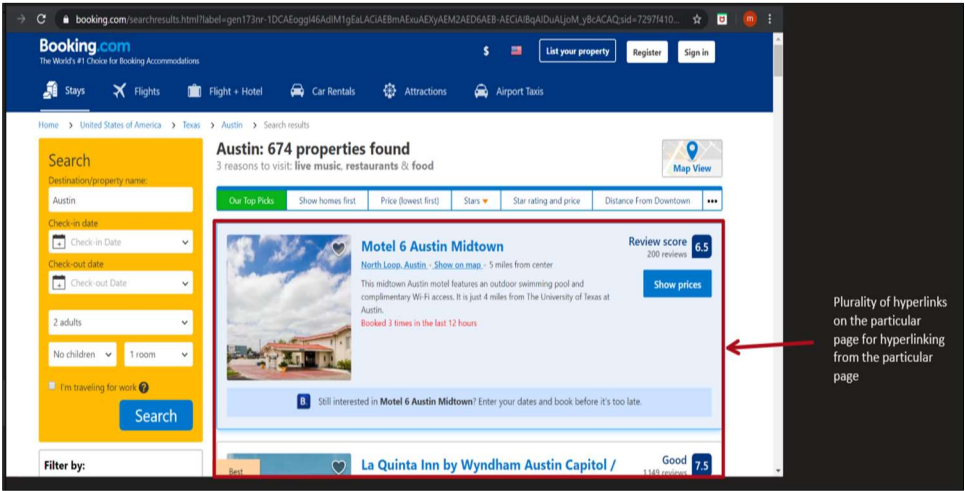 booking.com/searchresults.html?label=gen173nr-1DCAEoggI46AdIM1gEaLACiAEBmAExuAEXyAEM2AED6AEB-AECiAIBqAIDuALjoM_yBcACAQ;sid=7297f410...
m
Booking.com
The World's #1 Choice for Booking Accommodations
$
List your property
Register
Sign in
Stays
Flights
Flight + Hotel
Car Rentals
Attractions
Airport Taxis
Home > United States of America > Texas > Austin > Search results
Search
Destination/property name:
Austin
Check-in date
Check-in Date
Check-out date
Check-out Date
2 adults
No children
1 room
I'm traveling for work ?
Search
Filter by:
Austin: 674 properties found
3 reasons to visit: live music, restaurants & food
Map View
Our Top Picks
Show homes first
Price (lowest first)
Stars
Star rating and price
Distance From Downtown
•••
Motel 6 Austin Midtown
North Loop, Austin - Show on map - 5 miles from center
This midtown Austin motel features an outdoor swimming pool and
complimentary Wi-Fi access. It is just 4 miles from The University of Texas at
Austin.
Booked 3 times in the last 12 hours
Review score 6.5
200 reviews
Show prices
B. Still interested in Motel 6 Austin Midtown? Enter your dates and book before it's too late.
Best
La Quinta Inn by Wyndham Austin Capitol /
Good 7.5
1,149 reviews
Plurality of hyperlinks
on the particular
page for hyperlinking
from the particular
page